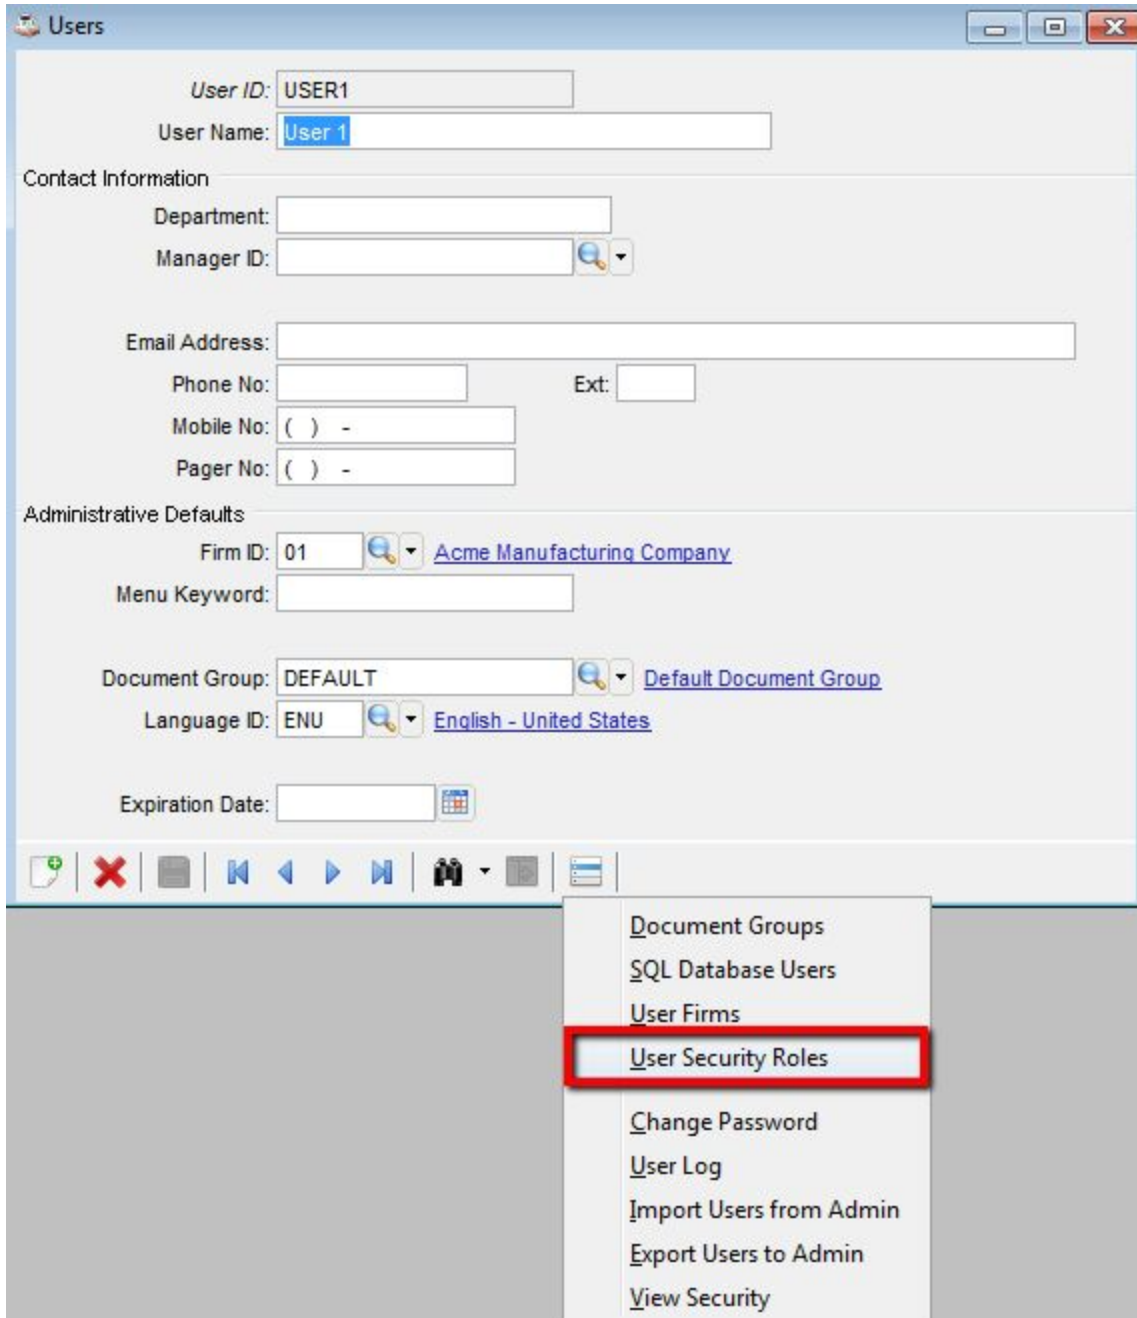 Users
User ID: USER1
User Name: User 1
Contact Information
Department:
Manager ID:
Email Address:
Phone No: Ext:
Mobile No: ( ) -
Pager No: ( ) -
Administrative Defaults
Firm ID: 01 Acme Manufacturing Company
Menu Keyword:
Document Group: DEFAULT Default Document Group
Language ID: ENU English - United States
Expiration Date:
Document Groups
SQL Database Users
User Firms
User Security Roles
Change Password
User Log
Import Users from Admin
Export Users to Admin
View Security